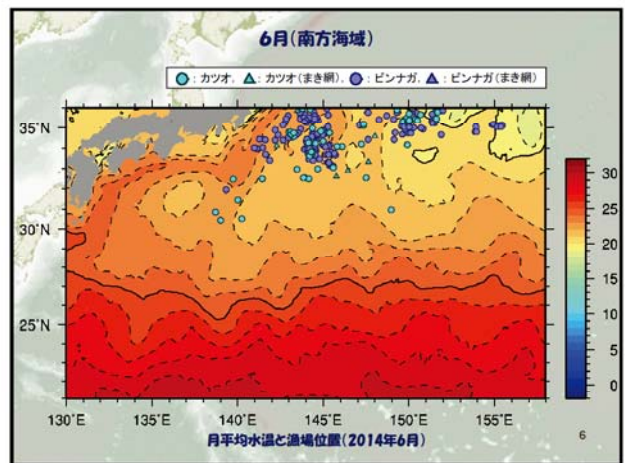 6月(南方海域)
○:カツオ, △:カツオ(まき網), ○:ビンナガ, △:ビンナガ(まき網)
35°N
30°N
25°N
130°E 135°E 140°E 145°E 150°E 155°E
30
25
20
15
10
5
0
月平均水温と漁場位置(2014年6月)
6